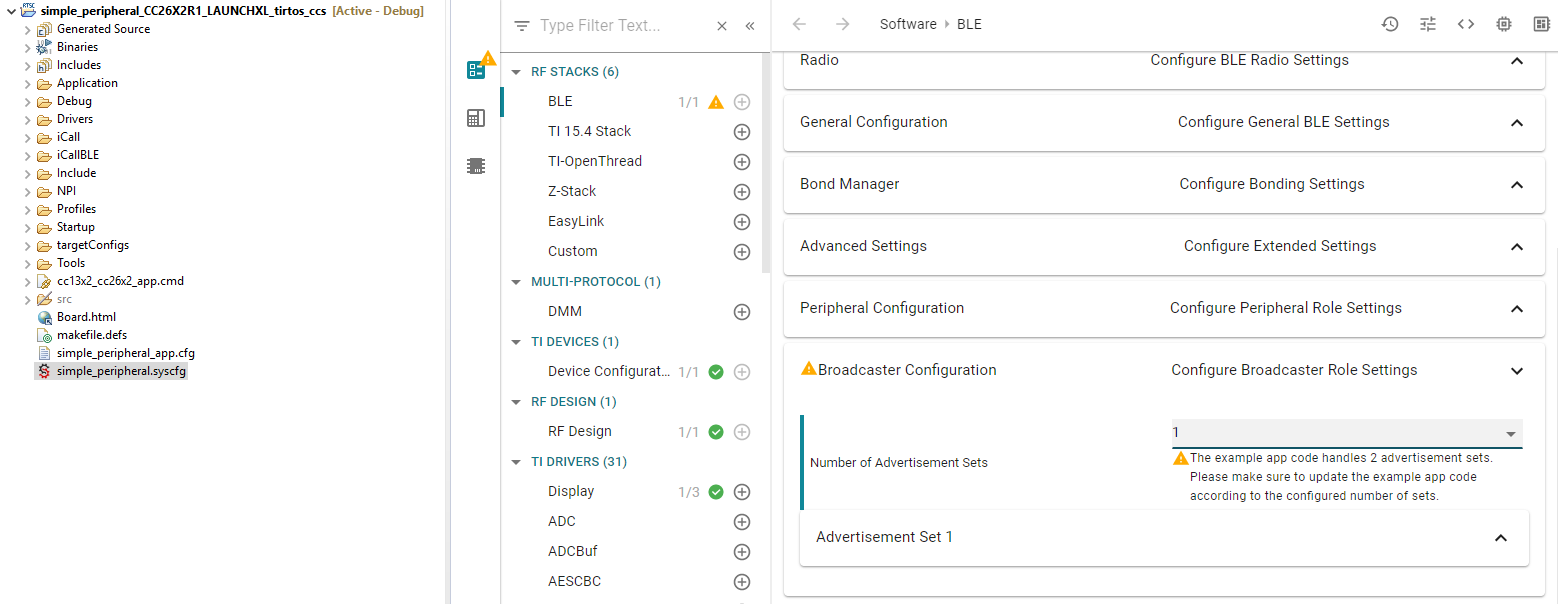 simple_peripheral_CC26X2R1_LAUNCHXL_tirtos_ccs [Active - Debug]
Generated Source
Binaries
Includes
Application
Debug
Drivers
iCall
iCallBLE
Include
NPI
Profiles
Startup
targetConfigs
Tools
cc13x2_cc26x2_app.cmd
src
Board.html
makefile.defs
simple_peripheral_app.cfg
simple_peripheral.syscfg
Type Filter Text...
RF STACKS (6)
BLE 1/1
TI 15.4 Stack
TI-OpenThread
Z-Stack
EasyLink
Custom
MULTI-PROTOCOL (1)
DMM
TI DEVICES (1)
Device Configurat... 1/1
RF DESIGN (1)
RF Design 1/1
TI DRIVERS (31)
Display 1/3
ADC
ADCBuf
AESCBC
Software BLE
Radio Configure BLE Radio Settings
General Configuration Configure General BLE Settings
Bond Manager Configure Bonding Settings
Advanced Settings Configure Extended Settings
Peripheral Configuration Configure Peripheral Role Settings
Broadcaster Configuration Configure Broadcaster Role Settings
Number of Advertisement Sets 1
The example app code handles 2 advertisement sets.
Please make sure to update the example app code
according to the configured number of sets.
Advertisement Set 1